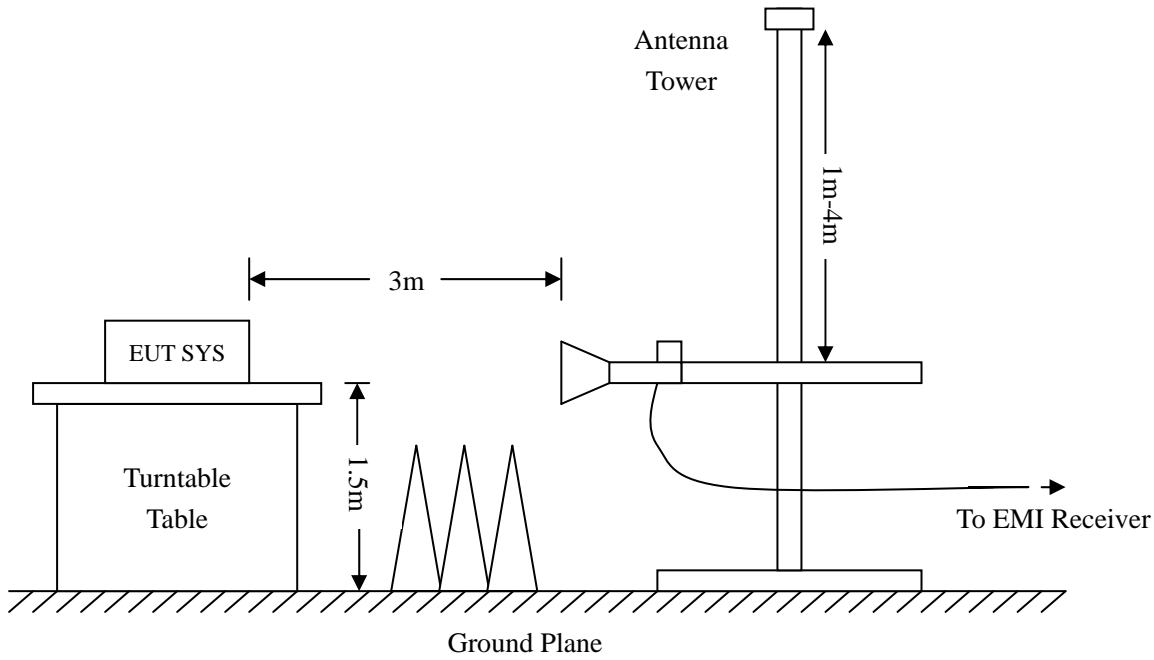 Antenna
Tower
1m-4m
3m
EUT SYS
1.5m
Turntable
Table
To EMI Receiver
Ground Plane